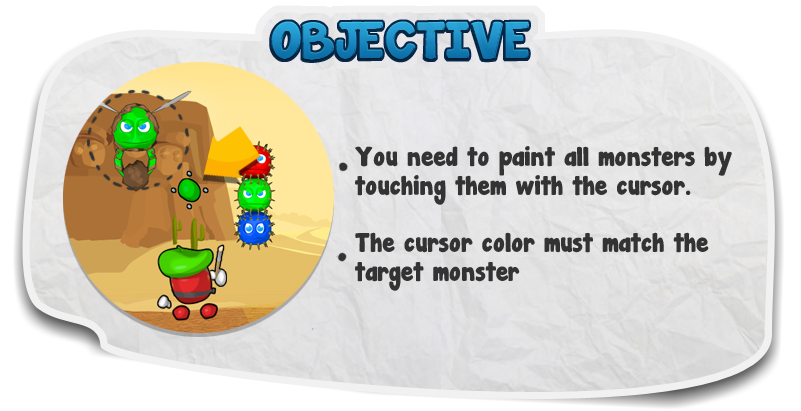 OBJECTIVE
• You need to paint all monsters by
touching them with the cursor.
• The cursor color must match the
target monster